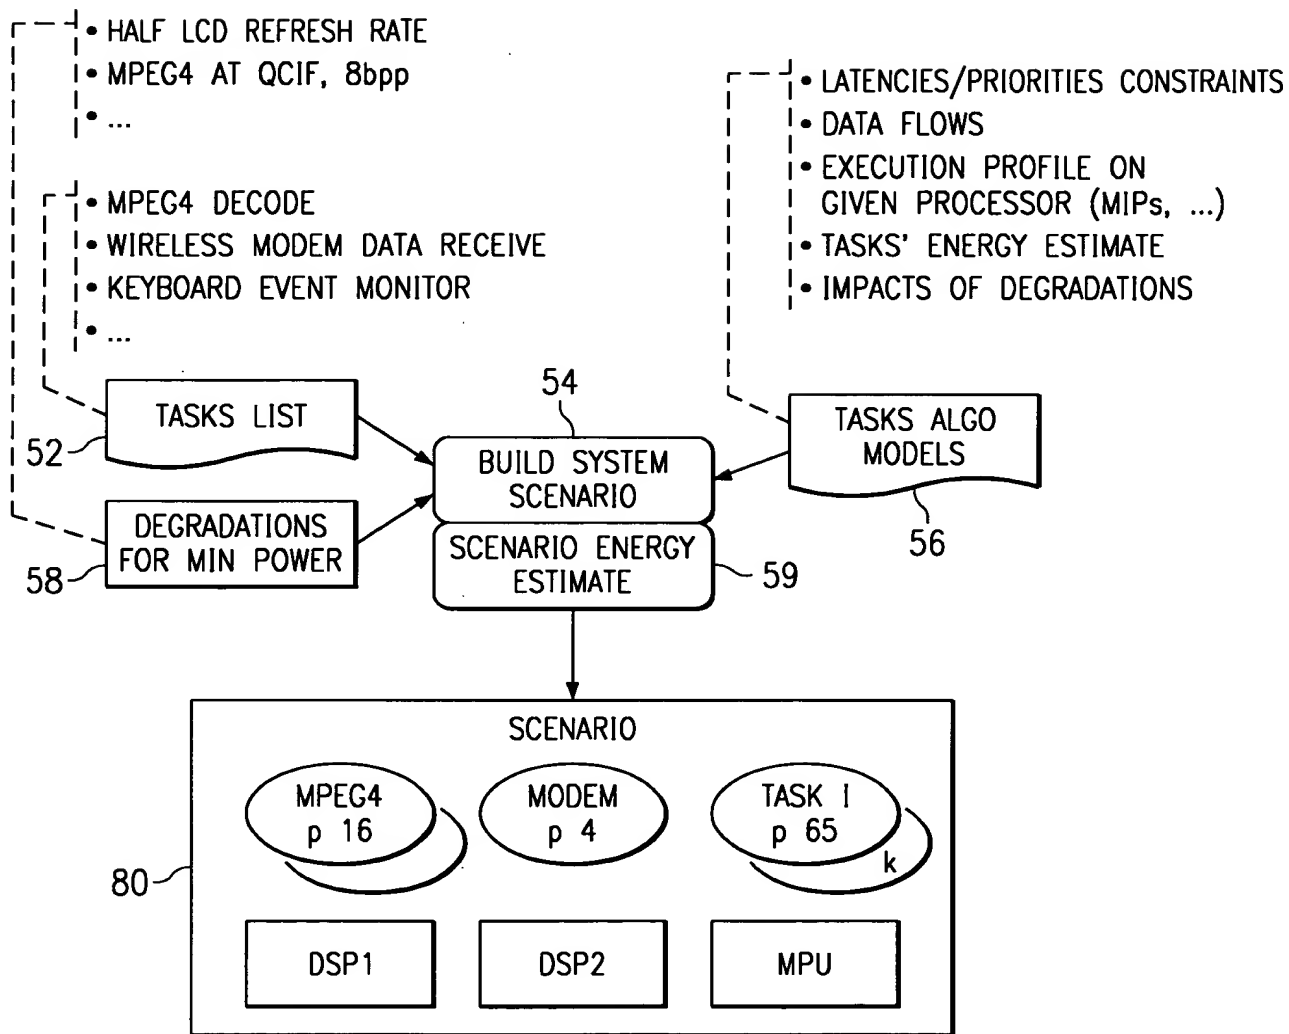 • HALF LCD REFRESH RATE
• MPEG4 AT QCIF, 8bpp
• ...
• LATENCIES/PRIORITIES CONSTRAINTS
• DATA FLOWS
• EXECUTION PROFILE ON
GIVEN PROCESSOR (MIPs, ...)
• TASKS' ENERGY ESTIMATE
• IMPACTS OF DEGRADATIONS
• MPEG4 DECODE
• WIRELESS MODEM DATA RECEIVE
• KEYBOARD EVENT MONITOR
• ...
TASKS LIST
52
54
BUILD SYSTEM
SCENARIO
TASKS ALGO
MODELS
56
DEGRADATIONS
FOR MIN POWER
58
SCENARIO ENERGY
ESTIMATE
59
SCENARIO
MPEG4
p 16
MODEM
p 4
TASK I
p 65
k
80
DSP1
DSP2
MPU